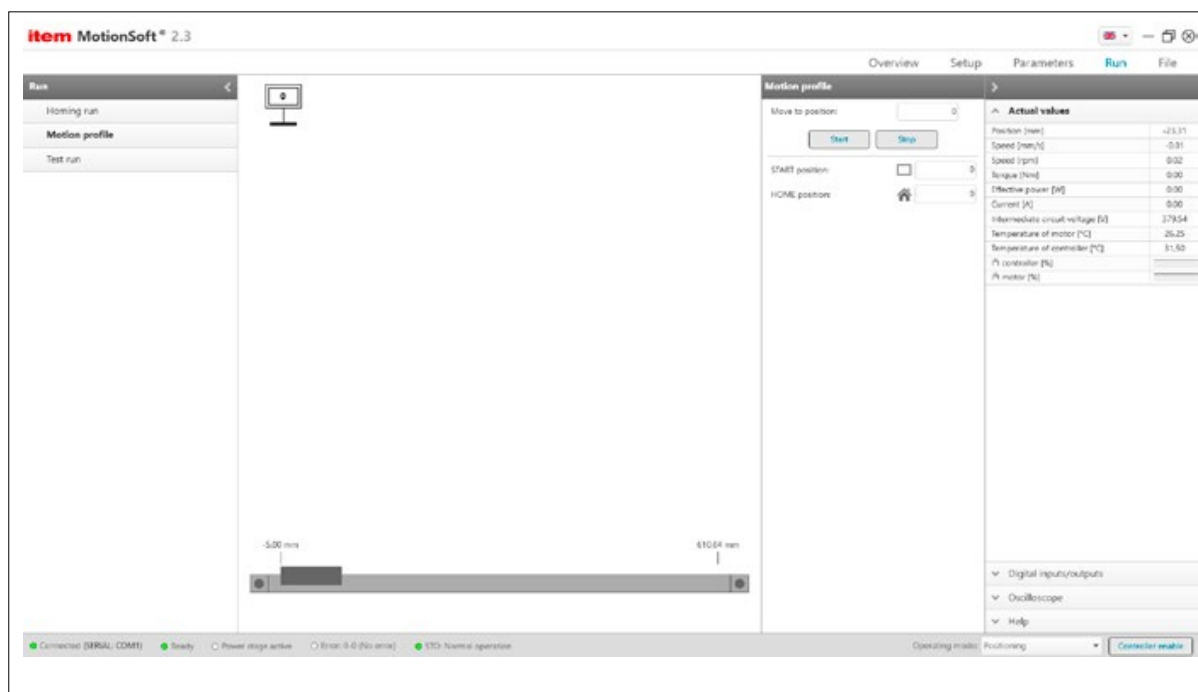 item MotionSoft® 2.3
Overview Setup Parameters Run File
Run
Homing run
Motion profile
Test run
0
-5.00 mm
610.64 mm
Motion profile
Move to position: 0
Start Stop
START position: 0
HOME position: 0
Actual values
Position [mm] -23.31
Speed [mm/s] -0.01
Speed [rpm] 0.02
Torque [Nm] 0.00
Effective power [W] 0.00
Current [A] 0.00
Intermediate circuit voltage [V] 379.54
Temperature of motor [°C] 26.25
Temperature of controller [°C] 31.50
controller [%]
motor [%]
Digital inputs/outputs
Oscilloscope
Help
Connected (SERIAL: COM1) Ready Power stage active Error: 0-0 (No error) STO: Normal operation Operating mode: Positioning Controller enable